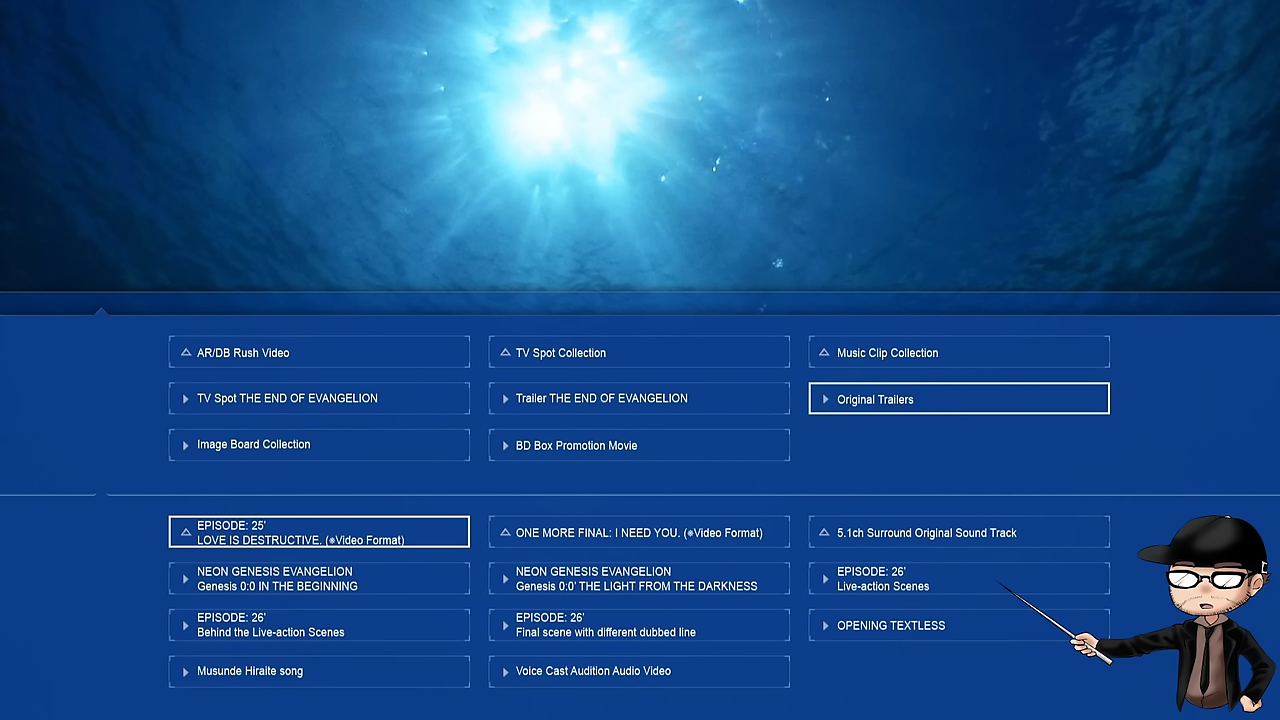 AR/DB Rush Video
TV Spot Collection
Music Clip Collection
TV Spot THE END OF EVANGELION
Trailer THE END OF EVANGELION
Original Trailers
Image Board Collection
BD Box Promotion Movie
EPISODE: 25'
LOVE IS DESTRUCTIVE. (※Video Format)
ONE MORE FINAL: I NEED YOU. (※Video Format)
5.1ch Surround Original Sound Track
NEON GENESIS EVANGELION
Genesis 0:0 IN THE BEGINNING
NEON GENESIS EVANGELION
Genesis 0:0' THE LIGHT FROM THE DARKNESS
EPISODE: 26'
Live-action Scenes
EPISODE: 26'
Behind the Live-action Scenes
EPISODE: 26'
Final scene with different dubbed line
OPENING TEXTLESS
Musunde Hiraite song
Voice Cast Audition Audio Video